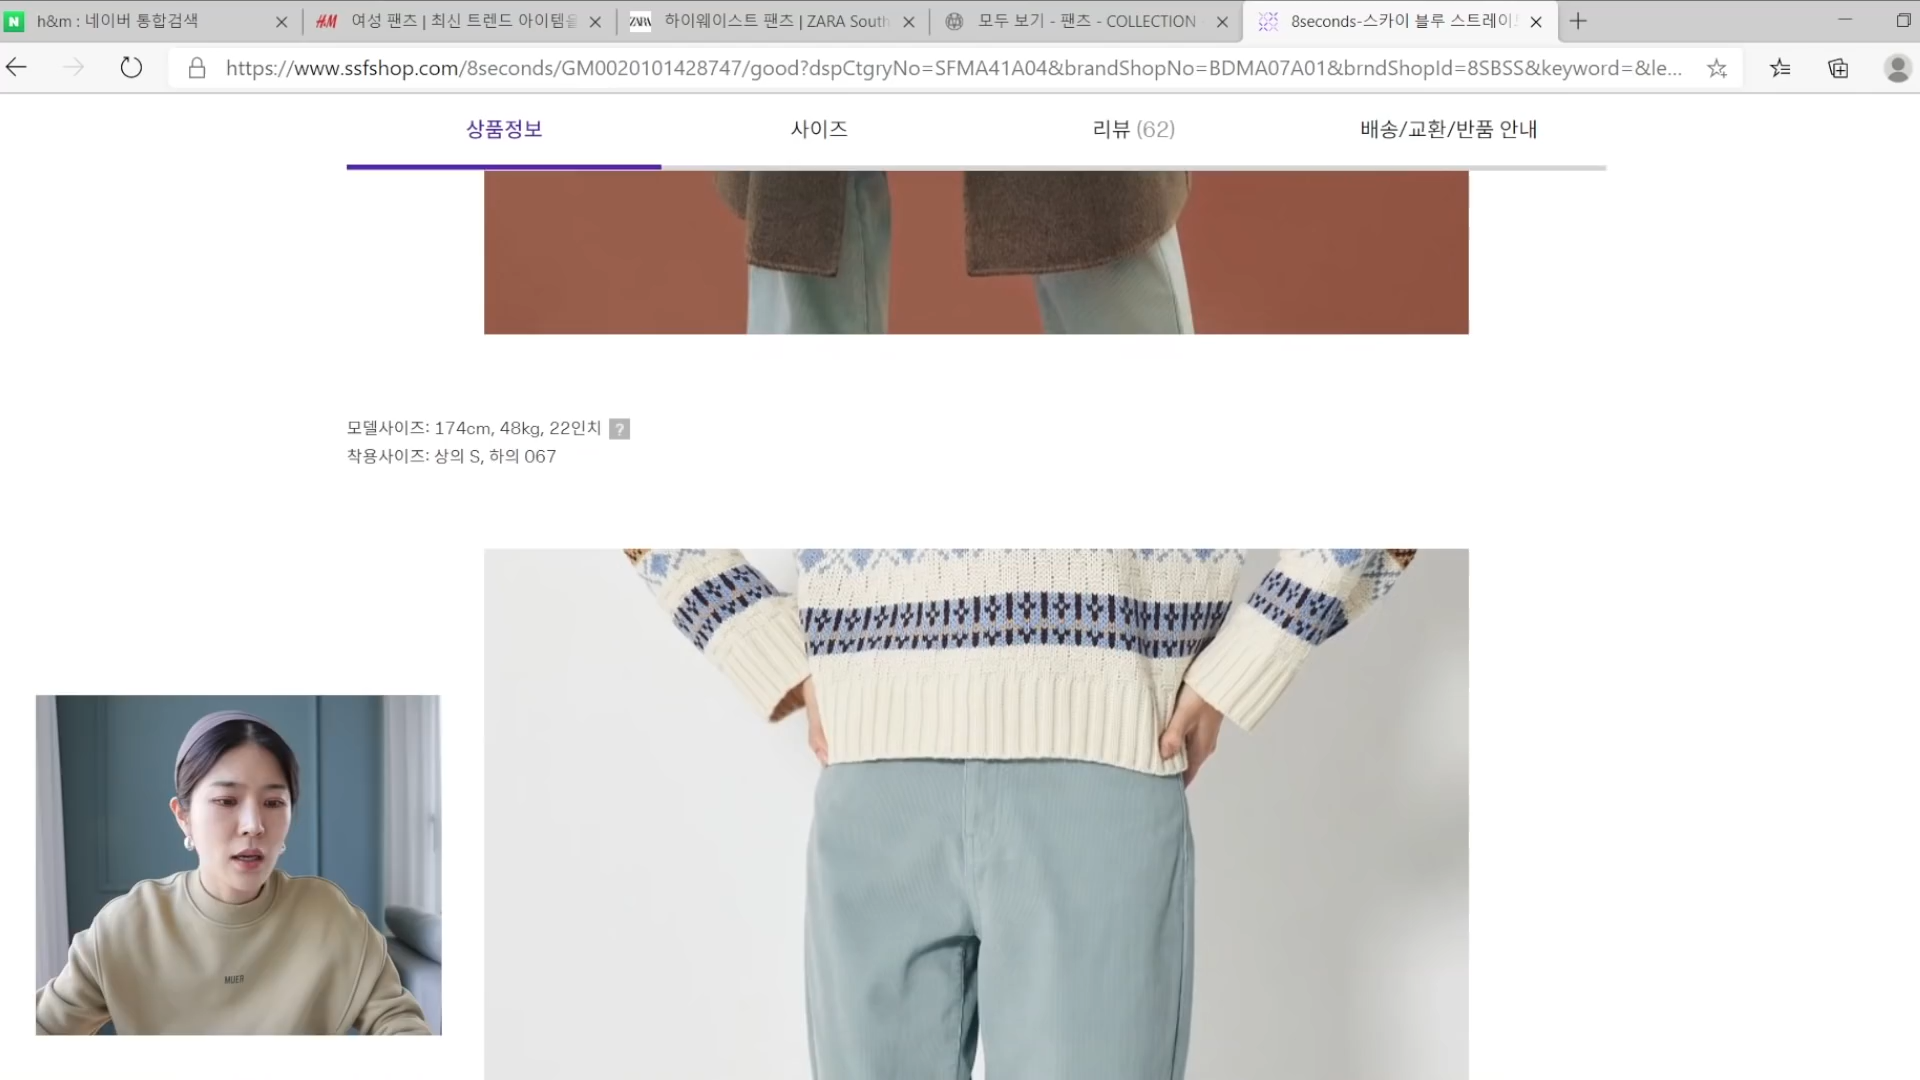 h&m : 네이버 통합검색
여성 팬츠 | 최신 트렌드 아이템을
하이웨이스트 팬츠 | ZARA South
모두 보기 - 팬츠 - COLLECTION
8seconds-스카이 블루 스트레이트
https://www.ssfshop.com/8seconds/GM0020101428747/good?dspCtgryNo=SFMA41A04&brandShopNo=BDMA07A01&brndShopId=8SBSS&keyword=&le...
상품정보
사이즈
리뷰 (62)
배송/교환/반품 안내
모델사이즈: 174cm, 48kg, 22인치 ?
착용사이즈: 상의 S, 하의 067